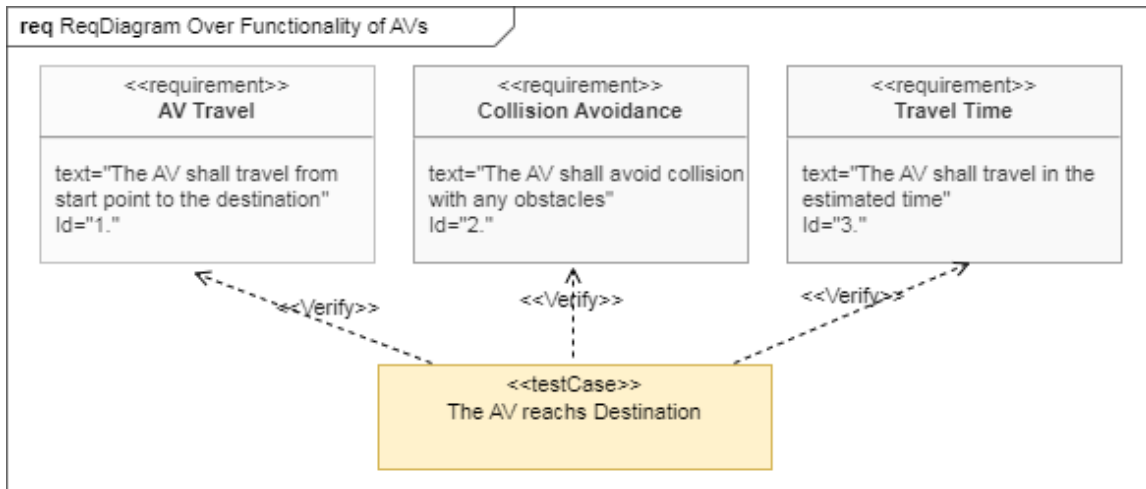 req ReqDiagram Over Functionality of AVs
<<requirement>>
AV Travel
text="The AV shall travel from
start point to the destination"
Id="1."
<<requirement>>
Collision Avoidance
text="The AV shall avoid collision
with any obstacles"
Id="2."
<<requirement>>
Travel Time
text="The AV shall travel in the
estimated time"
Id="3."
<<Verify>>
<<Verify>>
<<Verify>>
<<testCase>>
The AV reachs Destination